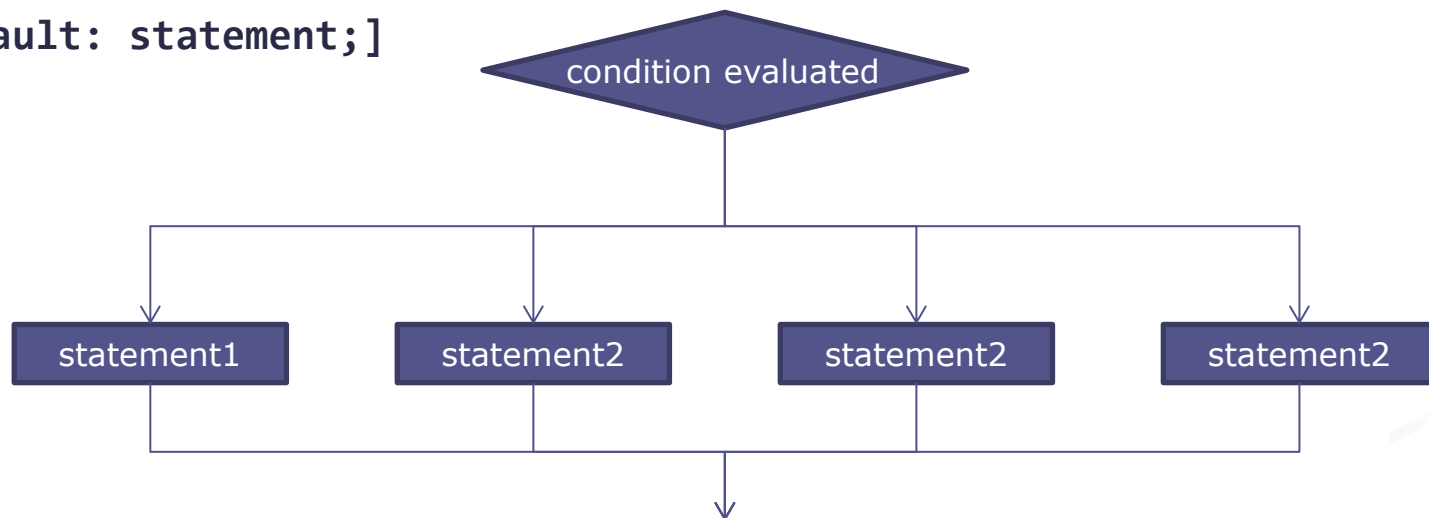 ault: statement;]
condition evaluated
statement1 statement2 statement2 statement2